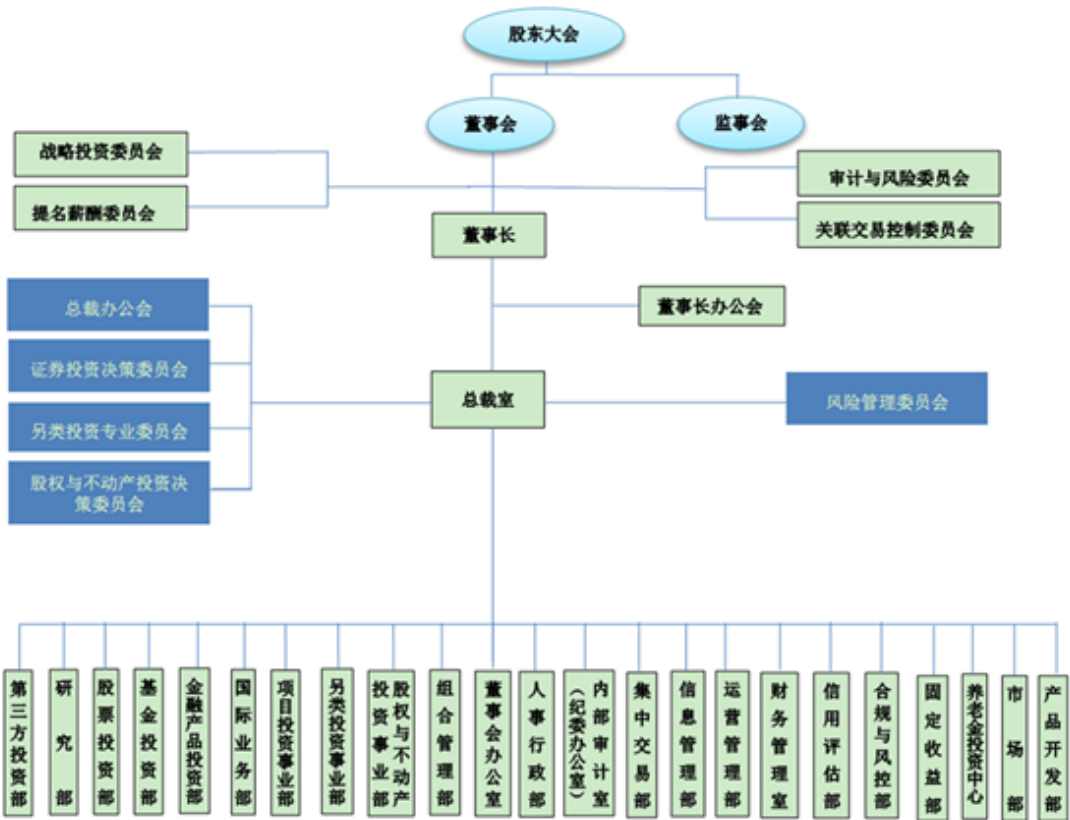 股东大会
董事会
监事会
战略投资委员会
提名薪酬委员会
审计与风险委员会
关联交易控制委员会
董事长
董事长办公会
总裁办公会
证券投资决策委员会
另类投资专业委员会
股权与不动产投资决
策委员会
总裁室
风险管理委员会
第三方投资部
研究部
股票投资部
基金投资部
金融产品投资部
国际业务部
项目投资事业部
另类投资事业部
股权与不动产
投资事业部
组合管理部
董事会办公室
人事行政部
内部审计室
（纪委办公室）
集中交易部
信息管理部
运营管理部
财务管理室
信用评估部
合规与风控部
固定收益部
养老金投资中心
市场部
产品开发部